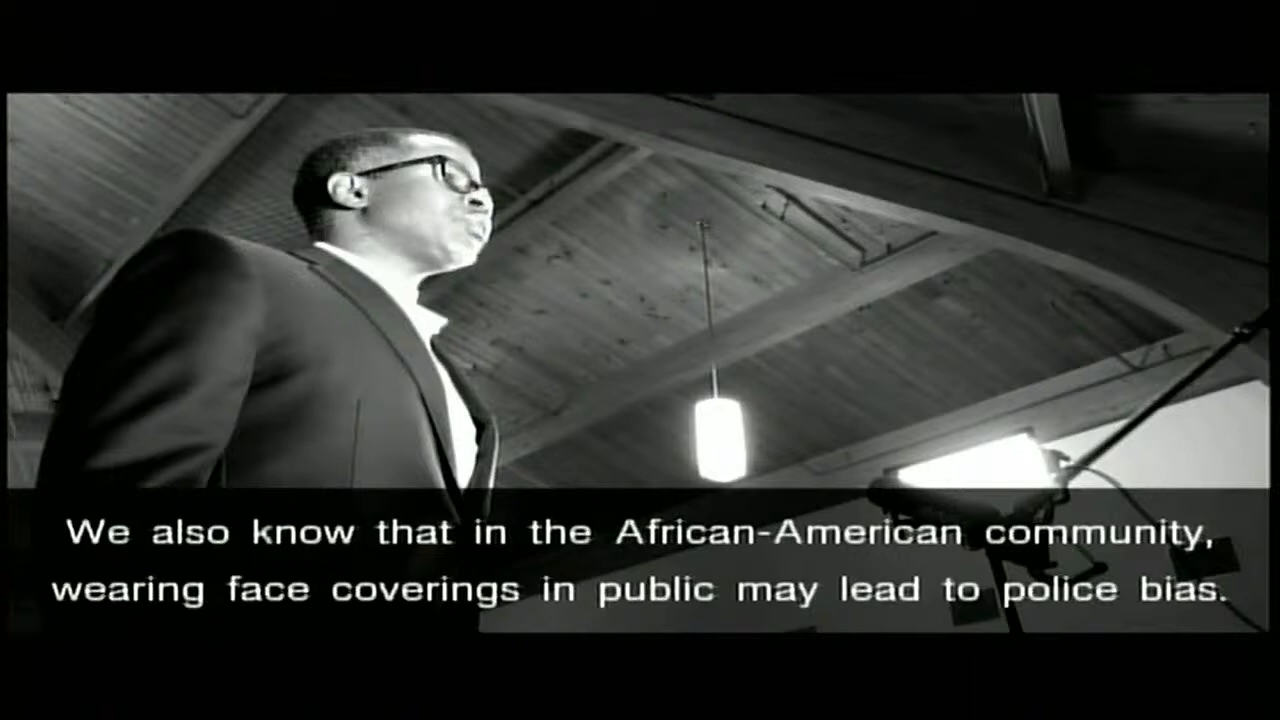 We also know that in the African-American community,
wearing face coverings in public may lead to police bias.